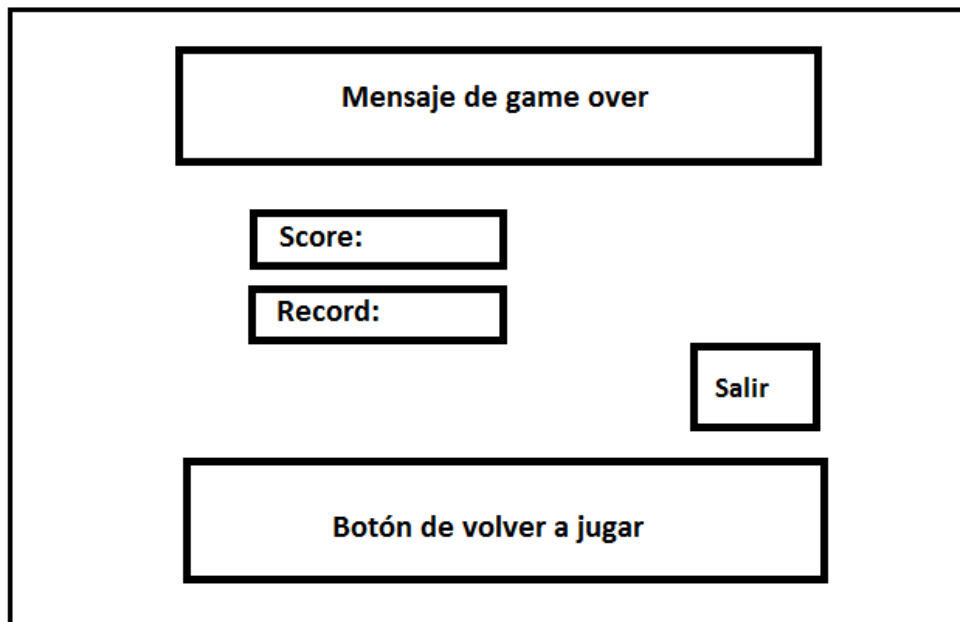 Mensaje de game over
Score:
Record:
Salir
Botón de volver a jugar